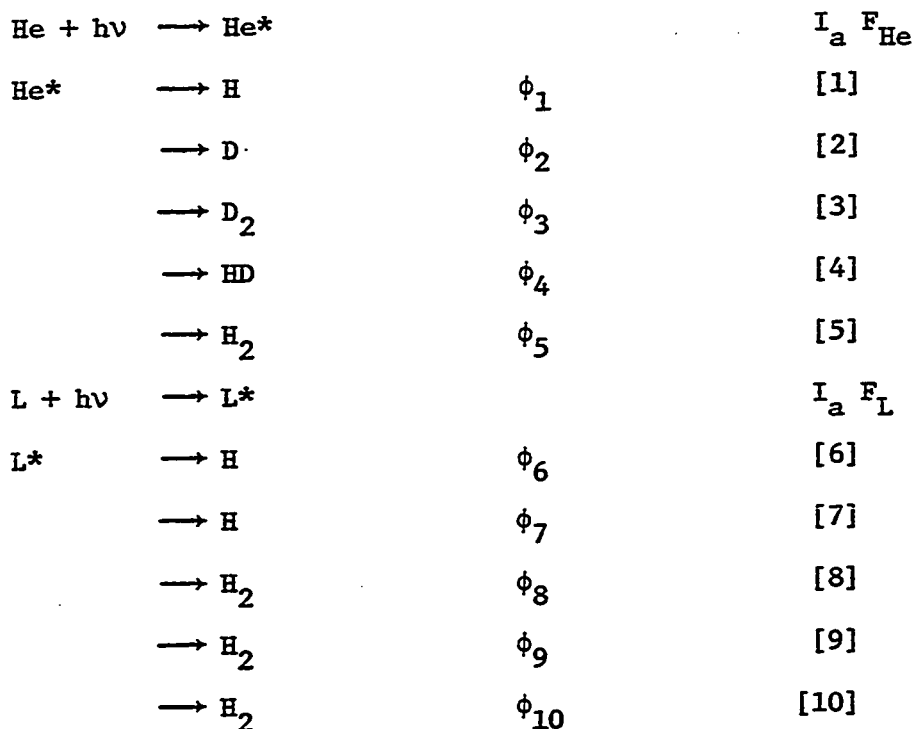 He + hν ⟶ He* I_a F_He
He* ⟶ H ϕ_1 [1]
⟶ D ϕ_2 [2]
⟶ D_2 ϕ_3 [3]
⟶ HD ϕ_4 [4]
⟶ H_2 ϕ_5 [5]
L + hν ⟶ L* I_a F_L
L* ⟶ H ϕ_6 [6]
⟶ H ϕ_7 [7]
⟶ H_2 ϕ_8 [8]
⟶ H_2 ϕ_9 [9]
⟶ H_2 ϕ_10 [10]